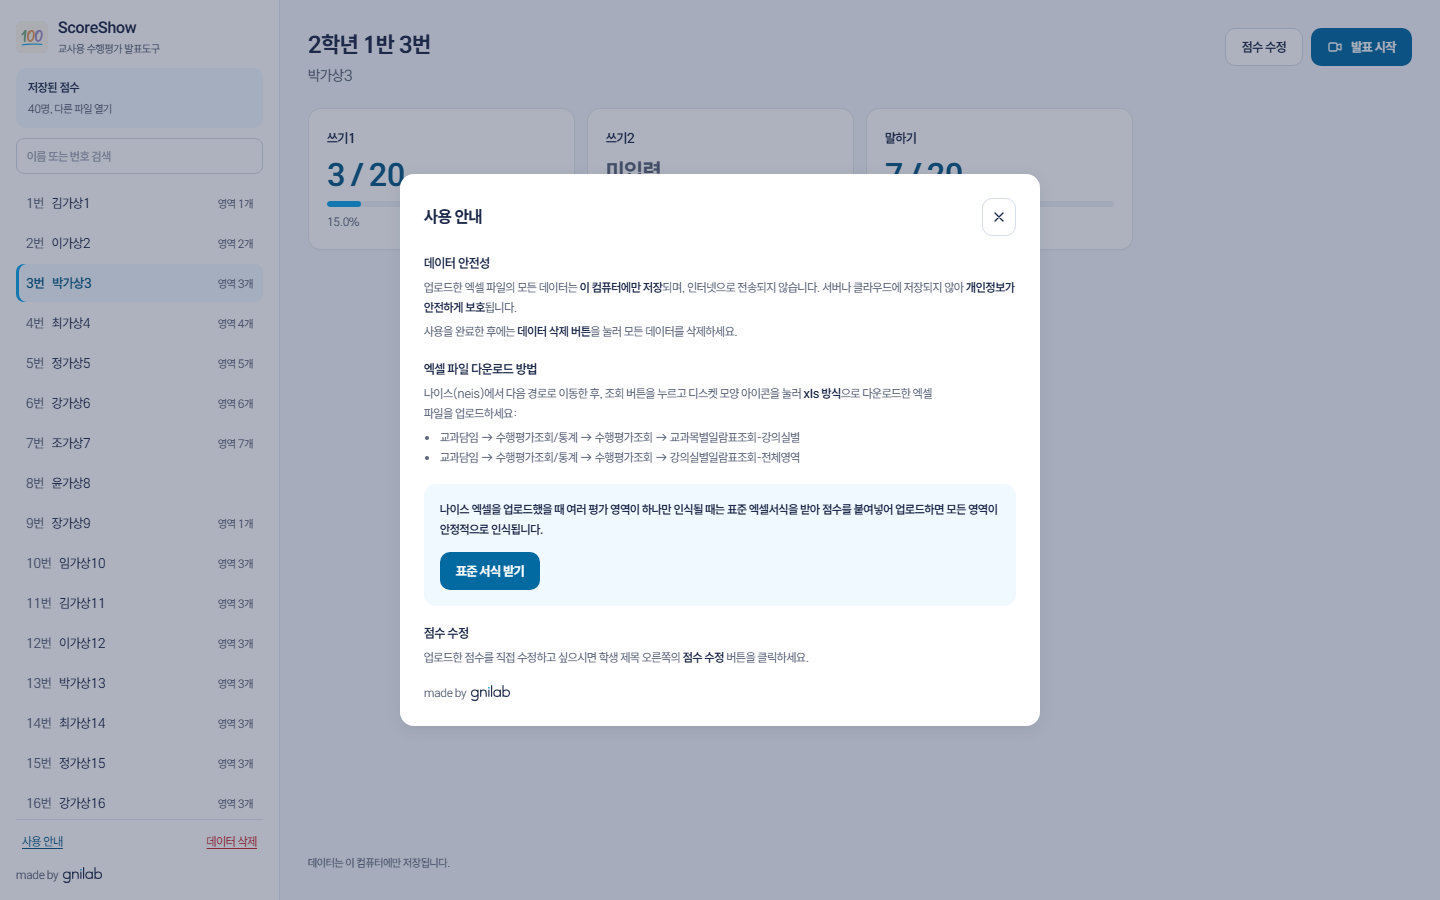 100
ScoreShow
교사용 수행평가 발표도구
저장된 점수
40명, 다른 파일 열기
이름 또는 번호 검색
1번 김가상1 영역 1개
2번 이가상2 영역 2개
3번 박가상3 영역 3개
4번 최가상4 영역 4개
5번 정가상5 영역 5개
6번 강가상6 영역 6개
7번 조가상7 영역 7개
8번 윤가상8
9번 장가상9 영역 1개
10번 임가상10 영역 3개
11번 김가상11 영역 3개
12번 이가상12 영역 3개
13번 박가상13 영역 3개
14번 최가상14 영역 3개
15번 정가상15 영역 3개
16번 강가상16 영역 3개
사용 안내 데이터 삭제
made by gnilab
2학년 1반 3번
박가상3
점수 수정
발표 시작
쓰기1
3 / 20
15.0%
쓰기2
미입력
말하기
7 / 20
사용 안내
데이터 안전성
업로드한 엑셀 파일의 모든 데이터는 이 컴퓨터에만 저장되며, 인터넷으로 전송되지 않습니다. 서버나 클라우드에 저장되지 않아 개인정보가
안전하게 보호됩니다.
사용을 완료한 후에는 데이터 삭제 버튼을 눌러 모든 데이터를 삭제하세요.
엑셀 파일 다운로드 방법
나이스(neis)에서 다음 경로로 이동한 후, 조회 버튼을 누르고 디스켓 모양 아이콘을 눌러 xls 방식으로 다운로드한 엑셀
파일을 업로드하세요:
• 교과담임 → 수행평가조회/통계 → 수행평가조회 → 교과목별일람표조회-강의실별
• 교과담임 → 수행평가조회/통계 → 수행평가조회 → 강의실별일람표조회-전체영역
나이스 엑셀을 업로드했을 때 여러 평가 영역이 하나만 인식될 때는 표준 엑셀서식을 받아 점수를 붙여넣어 업로드하면 모든 영역이
안정적으로 인식됩니다.
표준 서식 받기
점수 수정
업로드한 점수를 직접 수정하고 싶으시면 학생 제목 오른쪽의 점수 수정 버튼을 클릭하세요.
made by gnilab
데이터는 이 컴퓨터에만 저장됩니다.